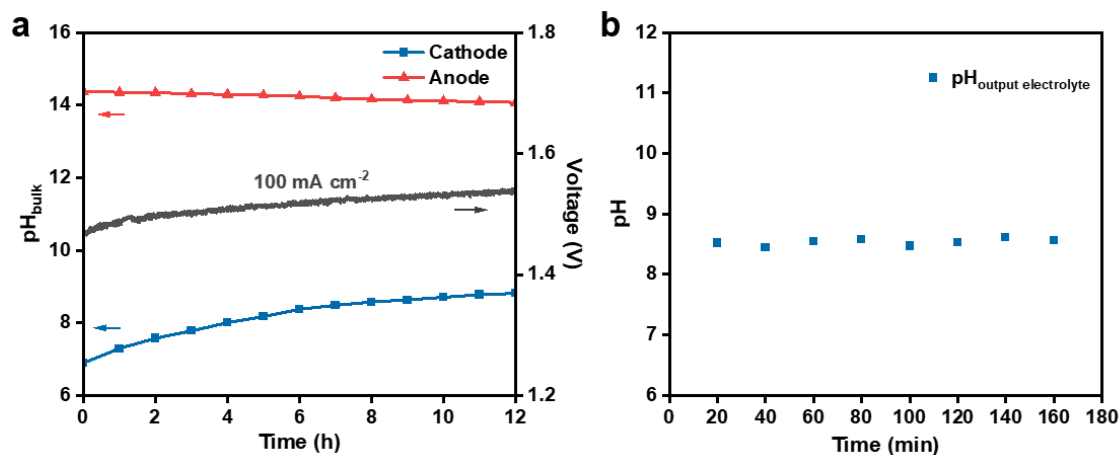 a
16
14
12
10
8
6
pH_bulk
0 2 4 6 8 10 12
Time (h)
1.8
1.6
1.4
1.2
Voltage (V)
Cathode
Anode
100 mA cm⁻²
b
12
11
10
9
8
7
6
pH
0 20 40 60 80 100 120 140 160 180
Time (min)
pH_output electrolyte